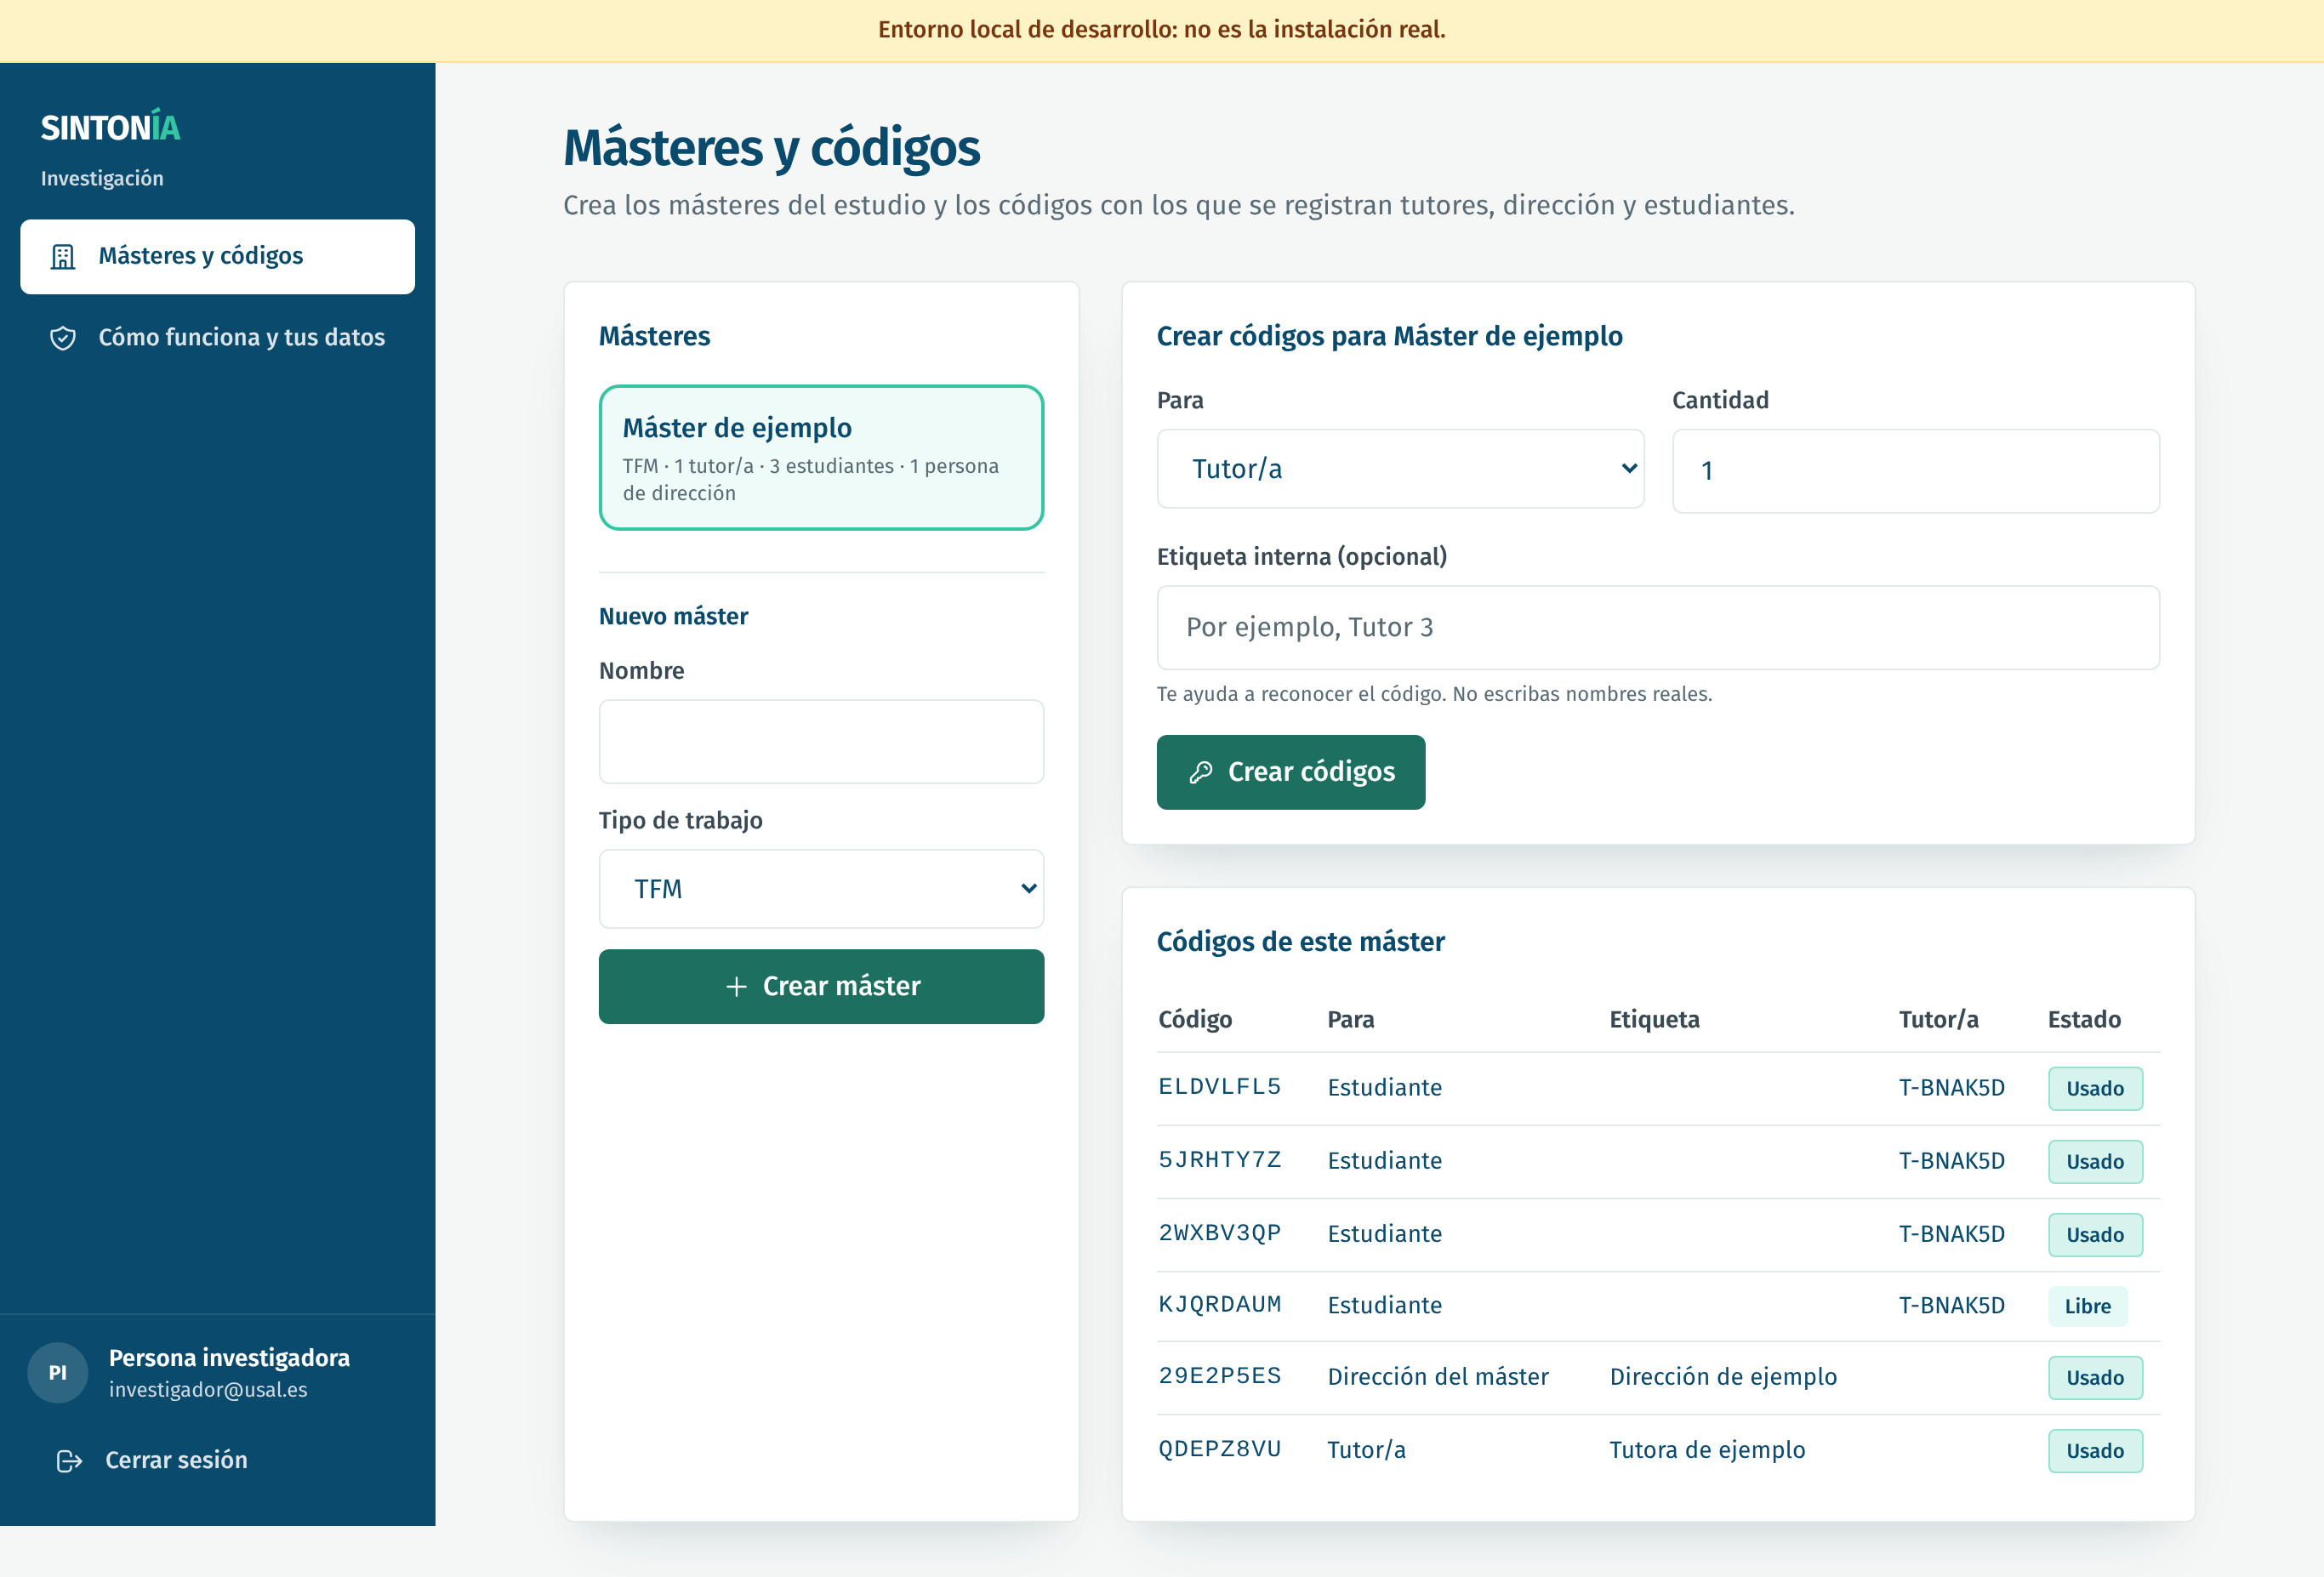 Entorno local de desarrollo: no es la instalación real.
SINTONÍA
Investigación
Másteres y códigos
Cómo funciona y tus datos
PI
Persona investigadora
investigador@usal.es
Cerrar sesión
Másteres y códigos
Crea los másteres del estudio y los códigos con los que se registran tutores, dirección y estudiantes.
Másteres
Máster de ejemplo
TFM · 1 tutor/a · 3 estudiantes · 1 persona
de dirección
Nuevo máster
Nombre
Tipo de trabajo
TFM
Crear máster
Crear códigos para Máster de ejemplo
Para Cantidad
Tutor/a 1
Etiqueta interna (opcional)
Por ejemplo, Tutor 3
Te ayuda a reconocer el código. No escribas nombres reales.
Crear códigos
Códigos de este máster
Código Para Etiqueta Tutor/a Estado
ELDVLFL5 Estudiante T-BNAK5D Usado
5JRHTY7Z Estudiante T-BNAK5D Usado
2WXBV3QP Estudiante T-BNAK5D Usado
KJQRDAUM Estudiante T-BNAK5D Libre
29E2P5ES Dirección del máster Dirección de ejemplo Usado
QDEPZ8VU Tutor/a Tutora de ejemplo Usado